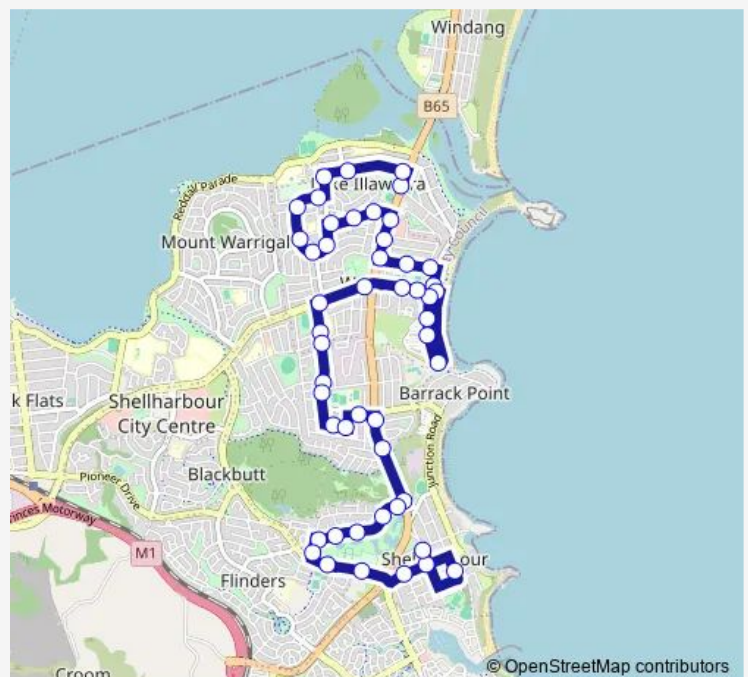 Windang
B65
Reddall Parade
Mount Warrigal
k Flats
Shellharbour
City Centre
Barrack Point
Junction Road
Blackbutt
Pioneer Drive
inces Motorway
M1
Flinders
Croom
© OpenStreetMap contributors